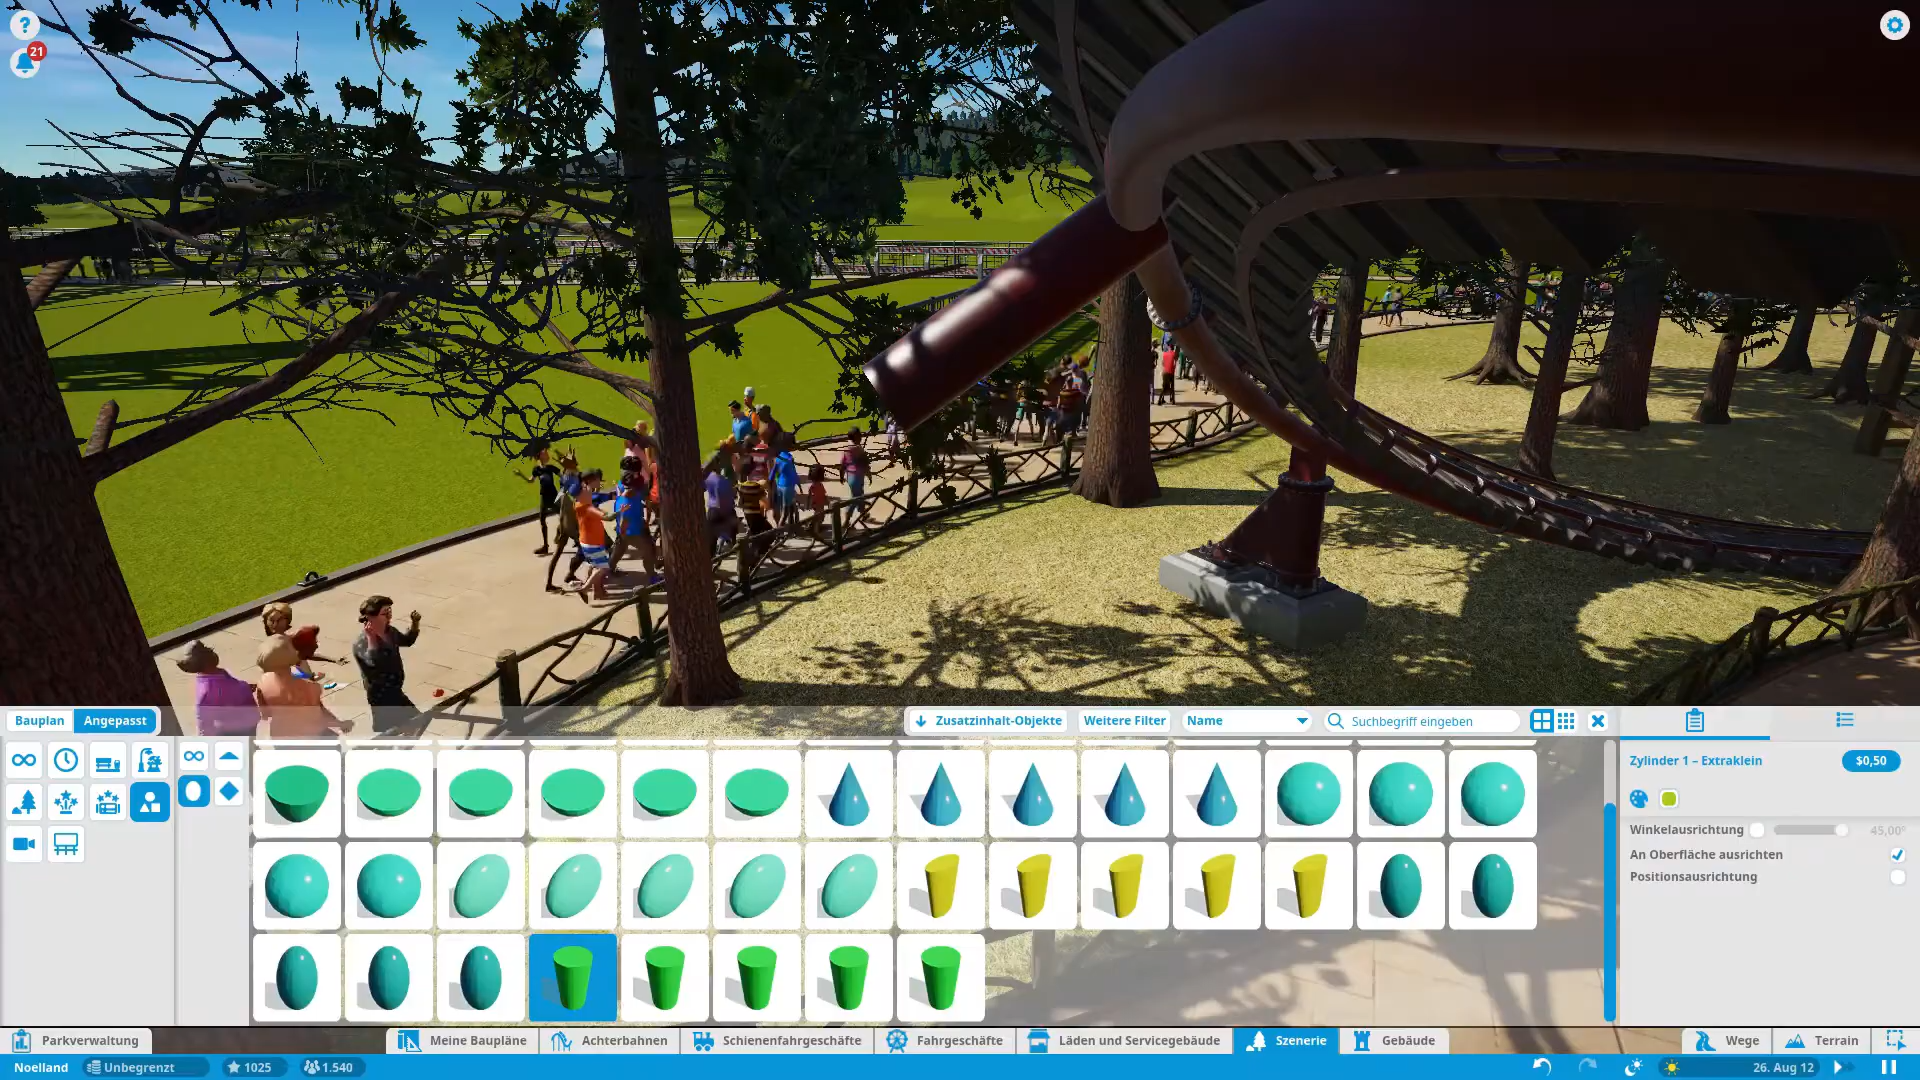 ?
21
Bauplan
Angepasst
Zusatzinhalt-Objekte
Weitere Filter
Name
Suchbegriff eingeben
Zylinder 1 – Extraklein
$0,50
Winkelausrichtung
45,00°
An Oberfläche ausrichten
Positionsausrichtung
Parkverwaltung
Meine Baupläne
Achterbahnen
Schienenfahrgeschäfte
Fahrgeschäfte
Läden und Servicegebäude
Szenerie
Gebäude
Wege
Terrain
Noelland
Unbegrenzt
1025
1.540
26. Aug 12